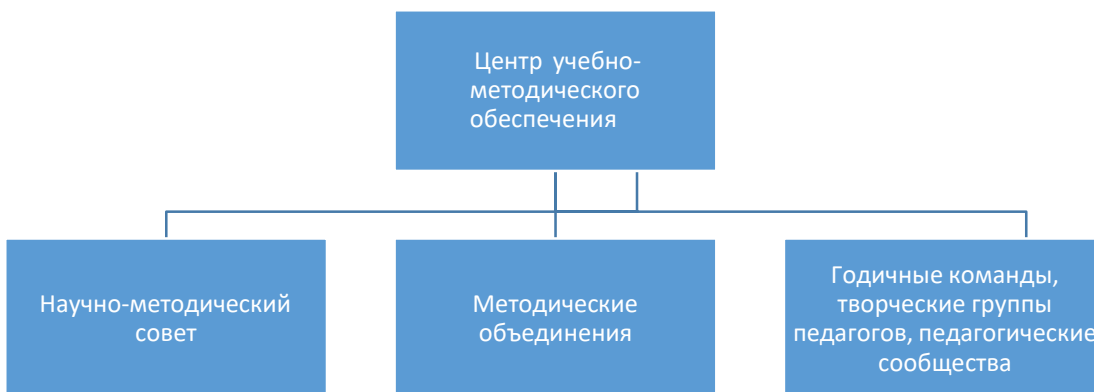 Центр учебно-
методического
обеспечения
Научно-методический
совет
Методические
объединения
Годичные команды,
творческие группы
педагогов, педагогические
сообщества